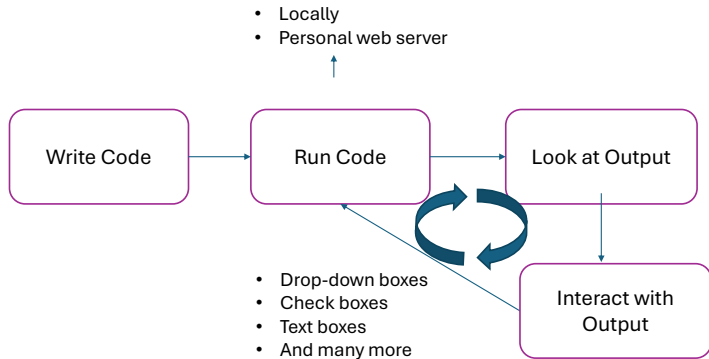 • Locally
• Personal web server
Write Code
Run Code
Look at Output
• Drop-down boxes
• Check boxes
• Text boxes
• And many more
Interact with
Output